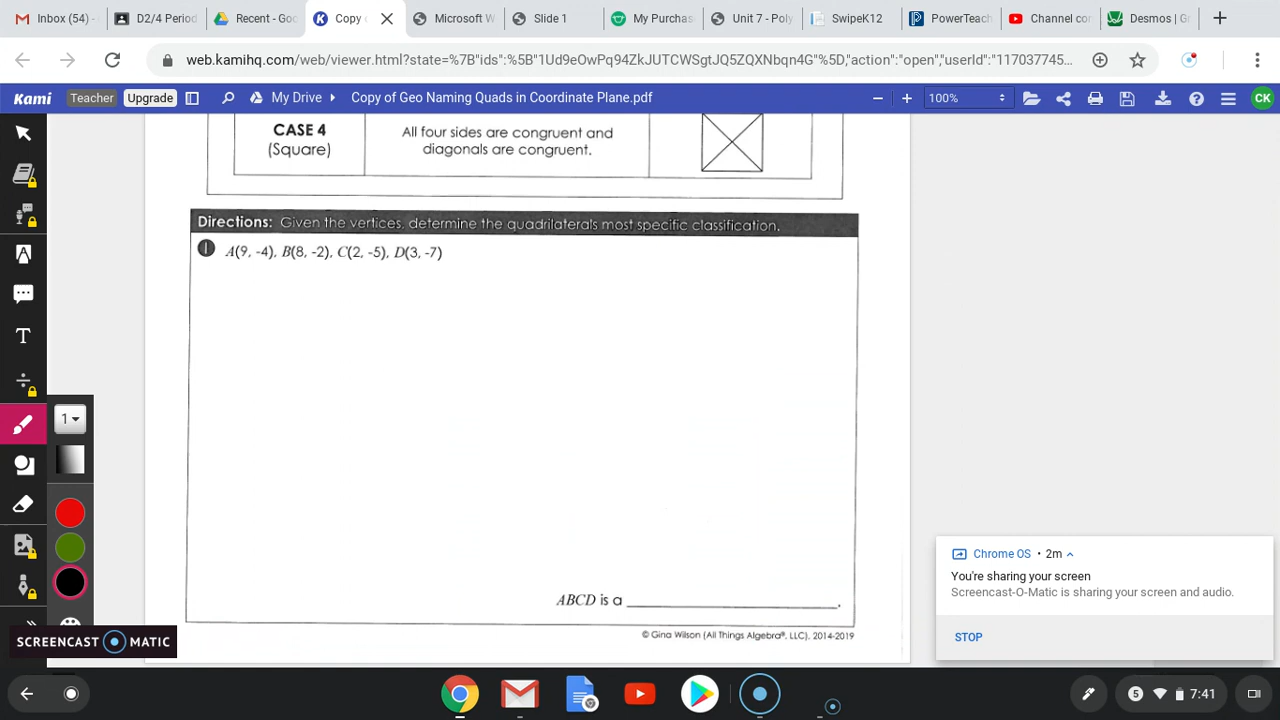 Inbox (54) -
D2/4 Period
Recent - Goo
Copy
Microsoft W
Slide 1
My Purchas
Unit 7 - Poly
SwipeK12
PowerTeach
Channel con
Desmos | Gr
web.kamihq.com/web/viewer.html?state=%7B"ids":%5B"1Ud9eOwPq94ZkJUTCWSgtJQ5ZQXNbqn4G"%5D,"action":"open","userId":"117037745...
Kami
Teacher
Upgrade
My Drive
Copy of Geo Naming Quads in Coordinate Plane.pdf
100%
CK
CASE 4
(Square)
All four sides are congruent and
diagonals are congruent.
Directions: Given the vertices, determine the quadrilaterals most specific classification.
1 A(9, -4), B(8, -2), C(2, -5), D(3, -7)
1
ABCD is a ____________________.
© Gina Wilson (All Things Algebra®, LLC), 2014-2019
Chrome OS • 2m
You're sharing your screen
Screencast-O-Matic is sharing your screen and audio.
STOP
SCREENCAST O MATIC
5
7:41